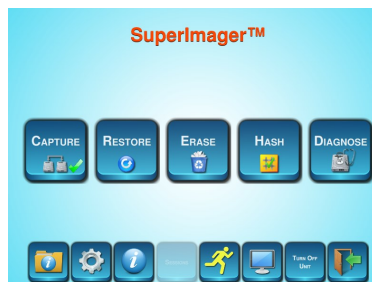 SuperImager™
CAPTURE
RESTORE
ERASE
HASH
DIAGNOSE
TURN OFF
UNIT